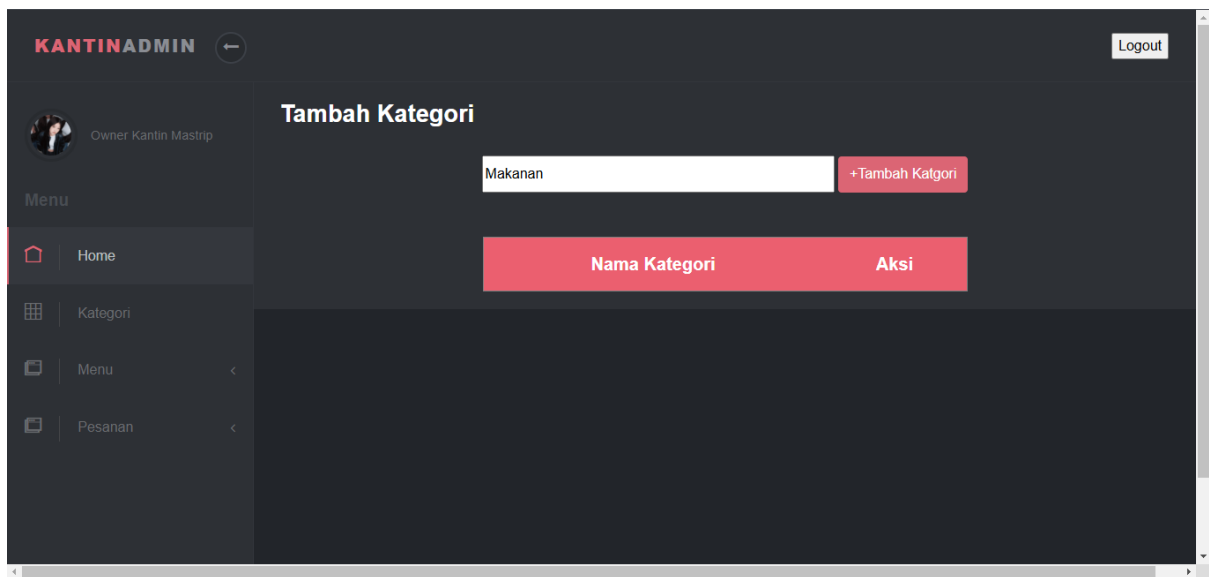 KANTINADMIN
Logout
Owner Kantin Mastrip
Menu
Home
Kategori
Menu
Pesanan
Tambah Kategori
Makanan
+Tambah Katgori
Nama Kategori Aksi